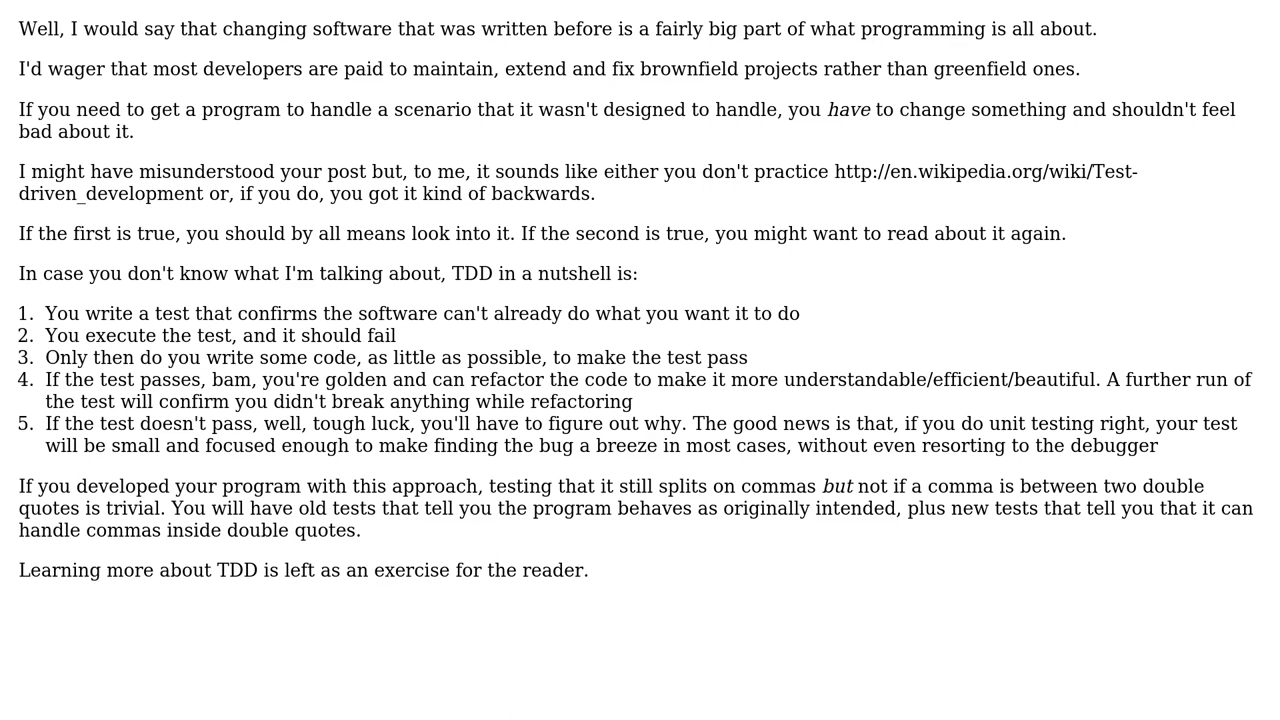 Well, I would say that changing software that was written before is a fairly big part of what programming is all about.
I'd wager that most developers are paid to maintain, extend and fix brownfield projects rather than greenfield ones.
If you need to get a program to handle a scenario that it wasn't designed to handle, you have to change something and shouldn't feel
bad about it.
I might have misunderstood your post but, to me, it sounds like either you don't practice http://en.wikipedia.org/wiki/Test-
driven_development or, if you do, you got it kind of backwards.
If the first is true, you should by all means look into it. If the second is true, you might want to read about it again.
In case you don't know what I'm talking about, TDD in a nutshell is:
1. You write a test that confirms the software can't already do what you want it to do
2. You execute the test, and it should fail
3. Only then do you write some code, as little as possible, to make the test pass
4. If the test passes, bam, you're golden and can refactor the code to make it more understandable/efficient/beautiful. A further run of
the test will confirm you didn't break anything while refactoring
5. If the test doesn't pass, well, tough luck, you'll have to figure out why. The good news is that, if you do unit testing right, your test
will be small and focused enough to make finding the bug a breeze in most cases, without even resorting to the debugger
If you developed your program with this approach, testing that it still splits on commas but not if a comma is between two double
quotes is trivial. You will have old tests that tell you the program behaves as originally intended, plus new tests that tell you that it can
handle commas inside double quotes.
Learning more about TDD is left as an exercise for the reader.